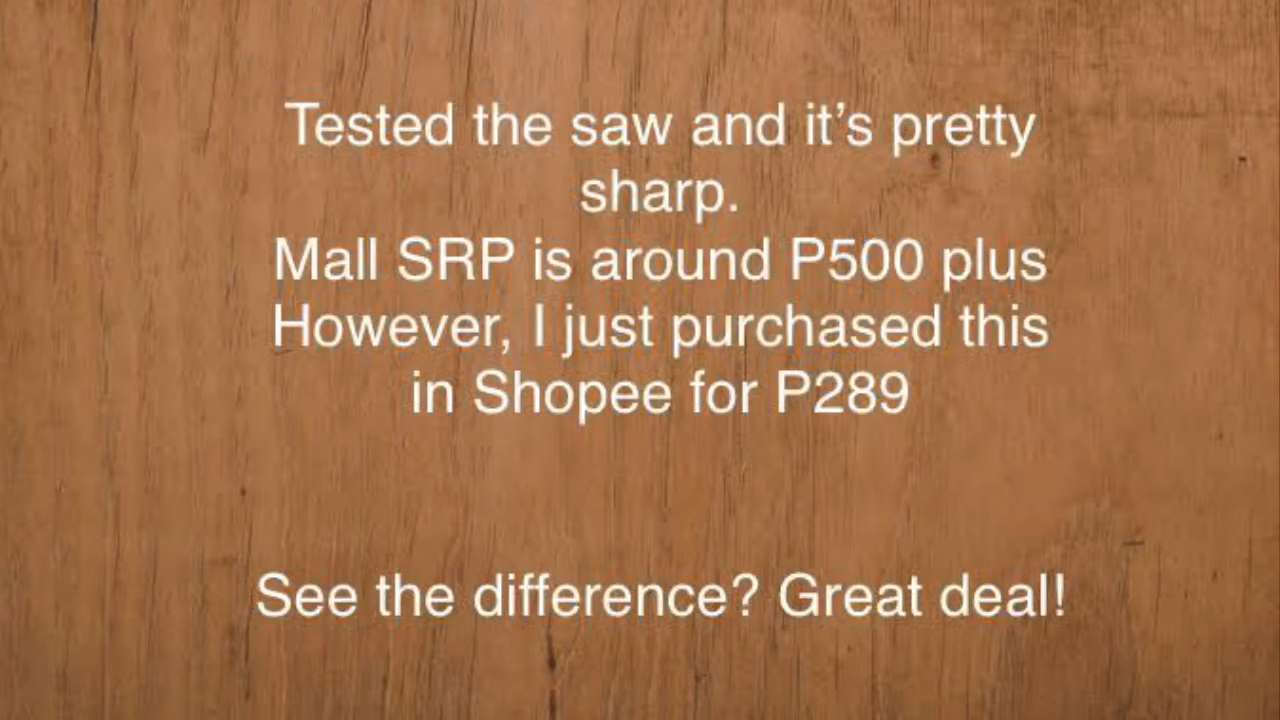 Tested the saw and it’s pretty
sharp.
Mall SRP is around P500 plus
However, I just purchased this
in Shopee for P289
See the difference? Great deal!